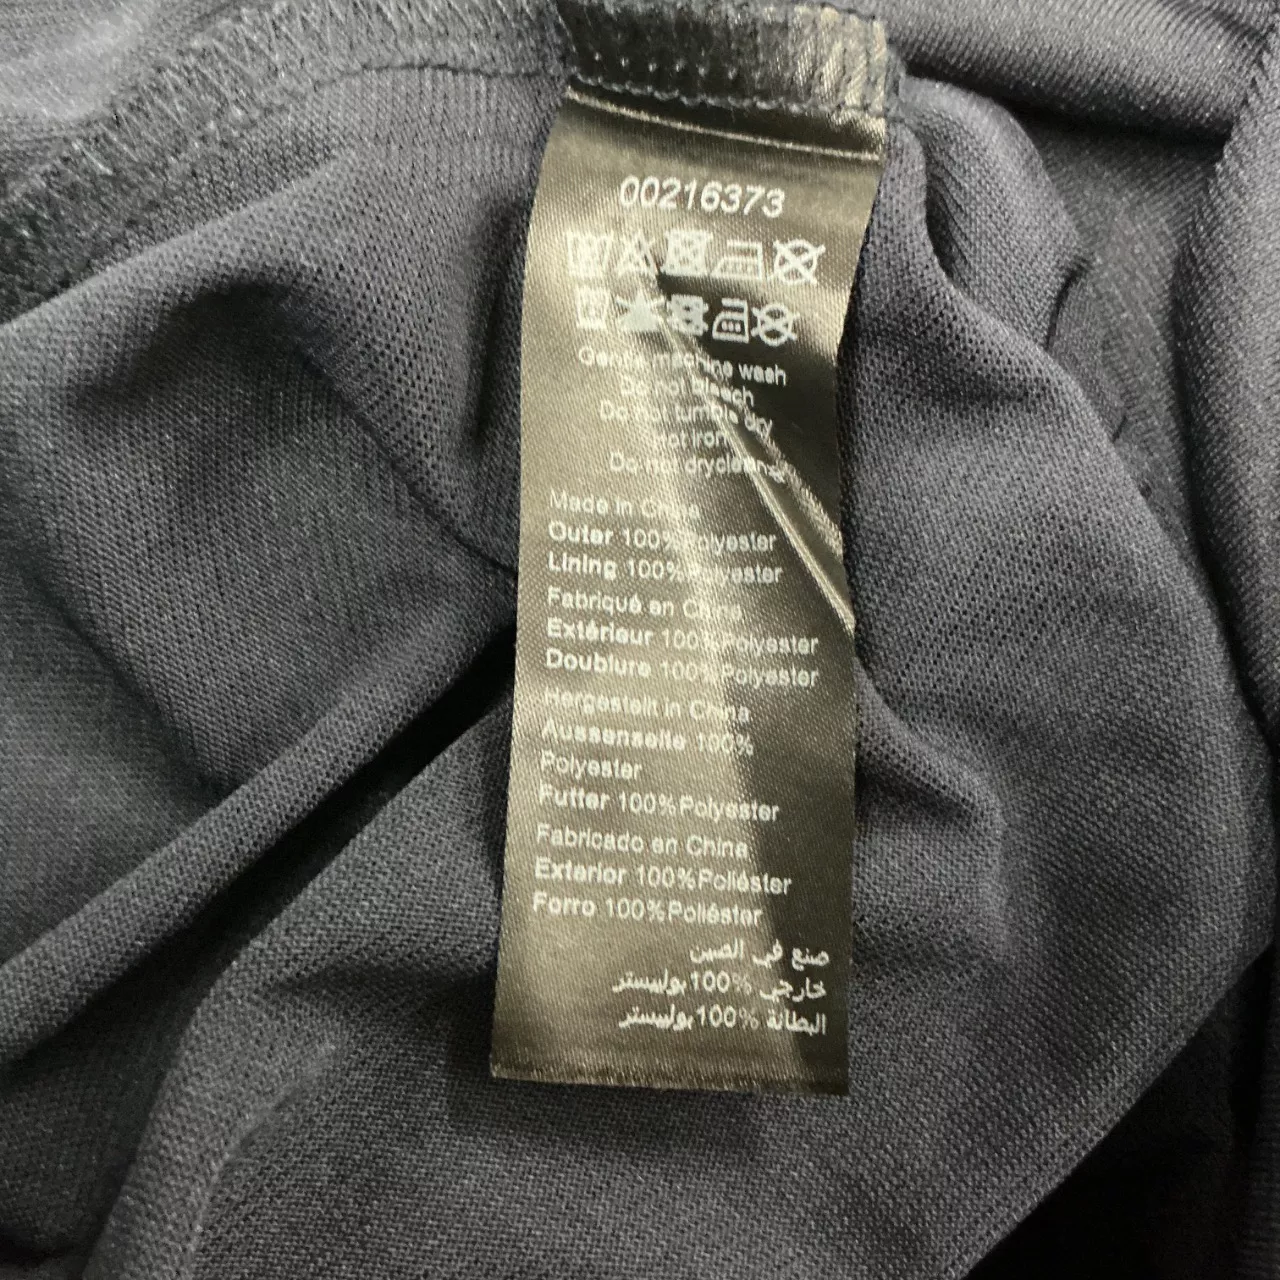 00216373
Gentle machine wash
Do not bleach
Do not tumble dry
iron
Do not dryclean
Made in China
Outer 100% Polyester
Lining 100% Polyester
Fabriqué en China
Extérieur 100% Polyester
Doublure 100% Polyester
Hergestellt in China
Aussenseite 100%
Polyester
Futter 100% Polyester
Fabricado en China
Exterior 100% Poliéster
Forro 100% Poliéster
صنع في الصين
خارجي 100% بوليستر
البطانة 100% بوليستر